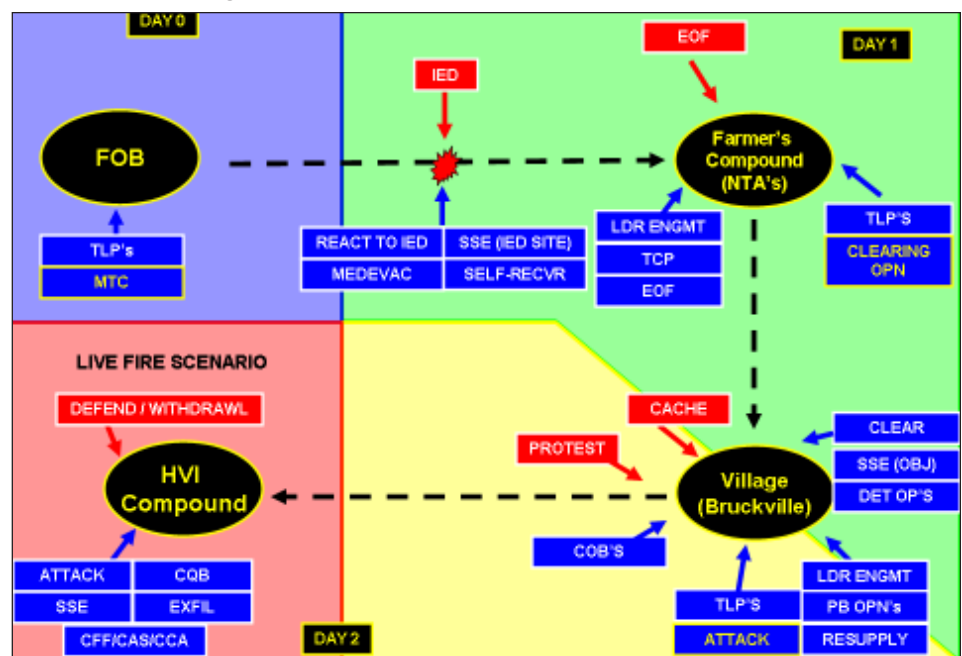 DAY 0
EOF
DAY 1
IED
FOB
Farmer's
Compound
(NTA's)
TLP's
MTC
REACT TO IED
SSE (IED SITE)
MEDEVAC
SELF-RECVR
LDR ENGMT
TCP
EOF
TLP'S
CLEARING
OPN
LIVE FIRE SCENARIO
DEFEND / WITHDRAWL
HVI
Compound
CACHE
PROTEST
Village
(Bruckville)
CLEAR
SSE (OBJ)
DET OP'S
COB'S
ATTACK
CQB
SSE
EXFIL
CFF/CAS/CCA
DAY 2
TLP'S
ATTACK
LDR ENGMT
PB OPN's
RESUPPLY